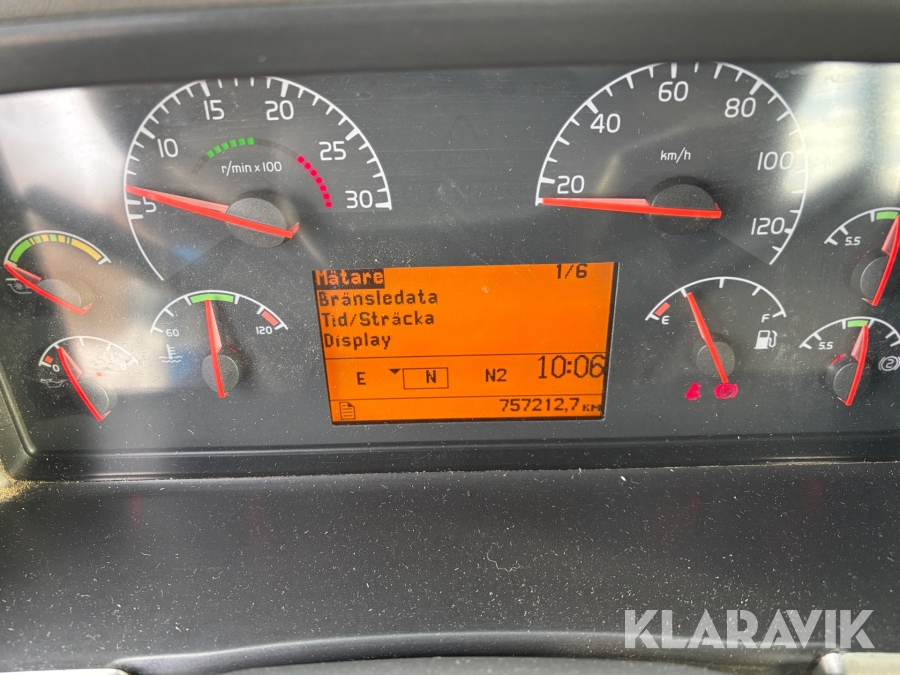 5 10 15 20 25 30
r/min x 100
20 40 60 80 100 120
km/h
60 120
0
E F
5.5
5.5
Mätare 1/6
Bränsledata
Tid/Sträcka
Display
E N N2 10:06
757212,7 KM
KLARAVIK